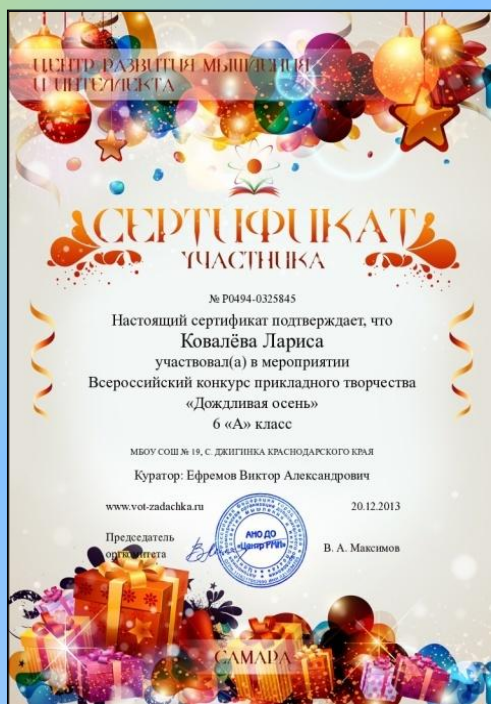 ЦЕНТР РАЗВИТИЯ МЫШЛЕНИЯ
И ИНТЕЛЛЕКТА
СЕРТИФИКАТ
УЧАСТНИКА
№ Р0494-0325845
Настоящий сертификат подтверждает, что
Ковалёва Лариса
участвовал(а) в мероприятии
Всероссийский конкурс прикладного творчества
«Дождливая осень»
6 «А» класс
МБОУ СОШ № 19, С. ДЖИГИНКА КРАСНОДАРСКОГО КРАЯ
Куратор: Ефремов Виктор Александрович
www.vot-zadachka.ru 20.12.2013
Председатель
оргкомитета
В. А. Максимов
АНО ДО
«Центр РМИ»
САМАРА